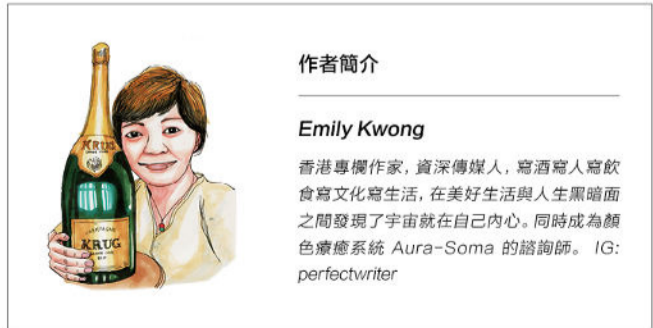 KRUG
CHAMPAGNE
KRUG
作者簡介
Emily Kwong
香港專欄作家，資深傳媒人，寫酒寫人寫飲
食寫文化寫生活，在美好生活與人生黑暗面
之間發現了宇宙就在自己內心。同時成為顏
色療癒系統 Aura-Soma 的諮詢師。 IG:
perfectwriter